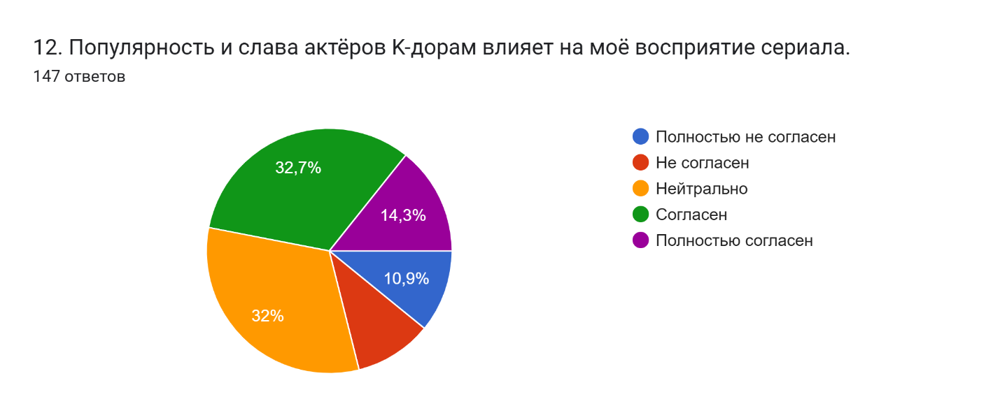 12. Популярность и слава актёров К-дорам влияет на моё восприятие сериала.
147 ответов
32,7%
14,3%
10,9%
32%
Полностью не согласен
Не согласен
Нейтрально
Согласен
Полностью согласен